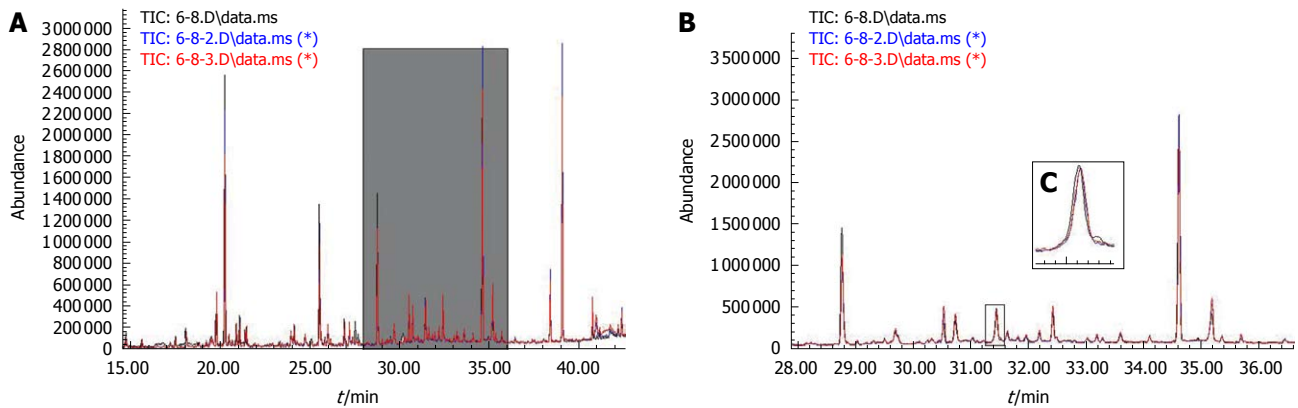 A
TIC: 6-8.D\data.ms
TIC: 6-8-2.D\data.ms (*)
TIC: 6-8-3.D\data.ms (*)
3000000
2800000
2600000
2400000
2200000
2000000
1800000
1600000
1400000
1200000
1000000
800000
600000
400000
200000
0
Abundance
15.00 20.00 25.00 30.00 35.00 40.00
t/min
B
TIC: 6-8.D\data.ms
TIC: 6-8-2.D\data.ms (*)
TIC: 6-8-3.D\data.ms (*)
3500000
3000000
2500000
2000000
1500000
1000000
500000
0
Abundance
C
28.00 29.00 30.00 31.00 32.00 33.00 34.00 35.00 36.00
t/min